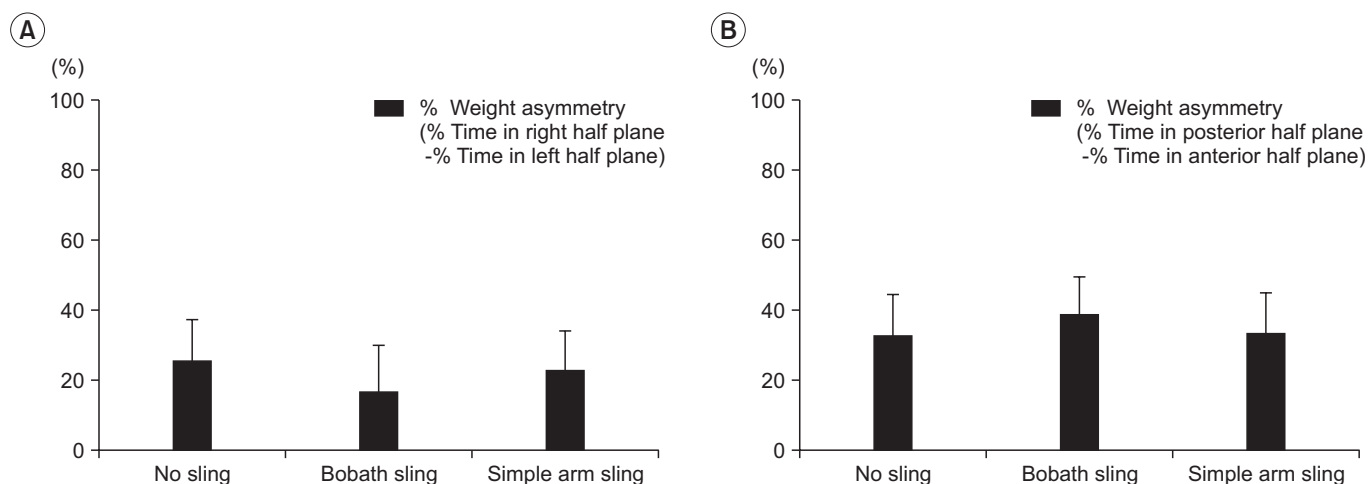 A
(%)
100
80
60
40
20
0
% Weight asymmetry
(% Time in right half plane
-% Time in left half plane)
No sling
Bobath sling
Simple arm sling
B
(%)
100
80
60
40
20
0
% Weight asymmetry
(% Time in posterior half plane
-% Time in anterior half plane)
No sling
Bobath sling
Simple arm sling